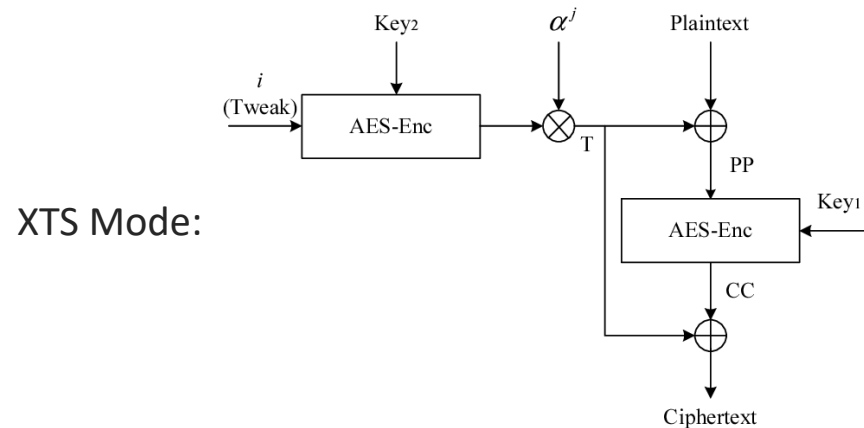 Key2
α^j
Plaintext
i
(Tweak)
AES-Enc
T
PP
XTS Mode:
AES-Enc
Key1
CC
Ciphertext